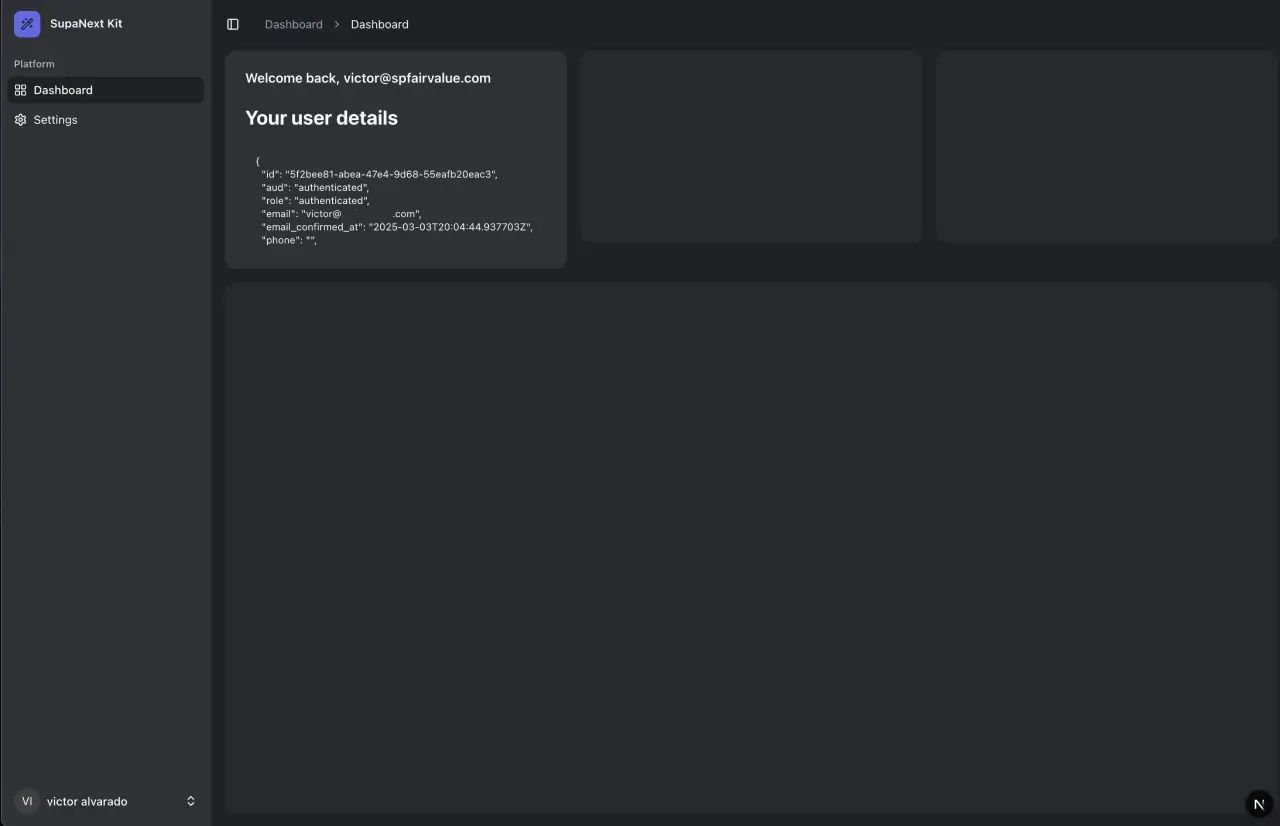 SupaNext Kit
Platform
Dashboard
Settings
Dashboard > Dashboard
Welcome back, victor@spfairvalue.com
Your user details
{
"id": "5f2bee81-abea-47e4-9d68-55eafb20eac3",
"aud": "authenticated",
"role": "authenticated",
"email": "victor@ .com",
"email_confirmed_at": "2025-03-03T20:04:44.937703Z",
"phone": "",
VI victor alvarado
N